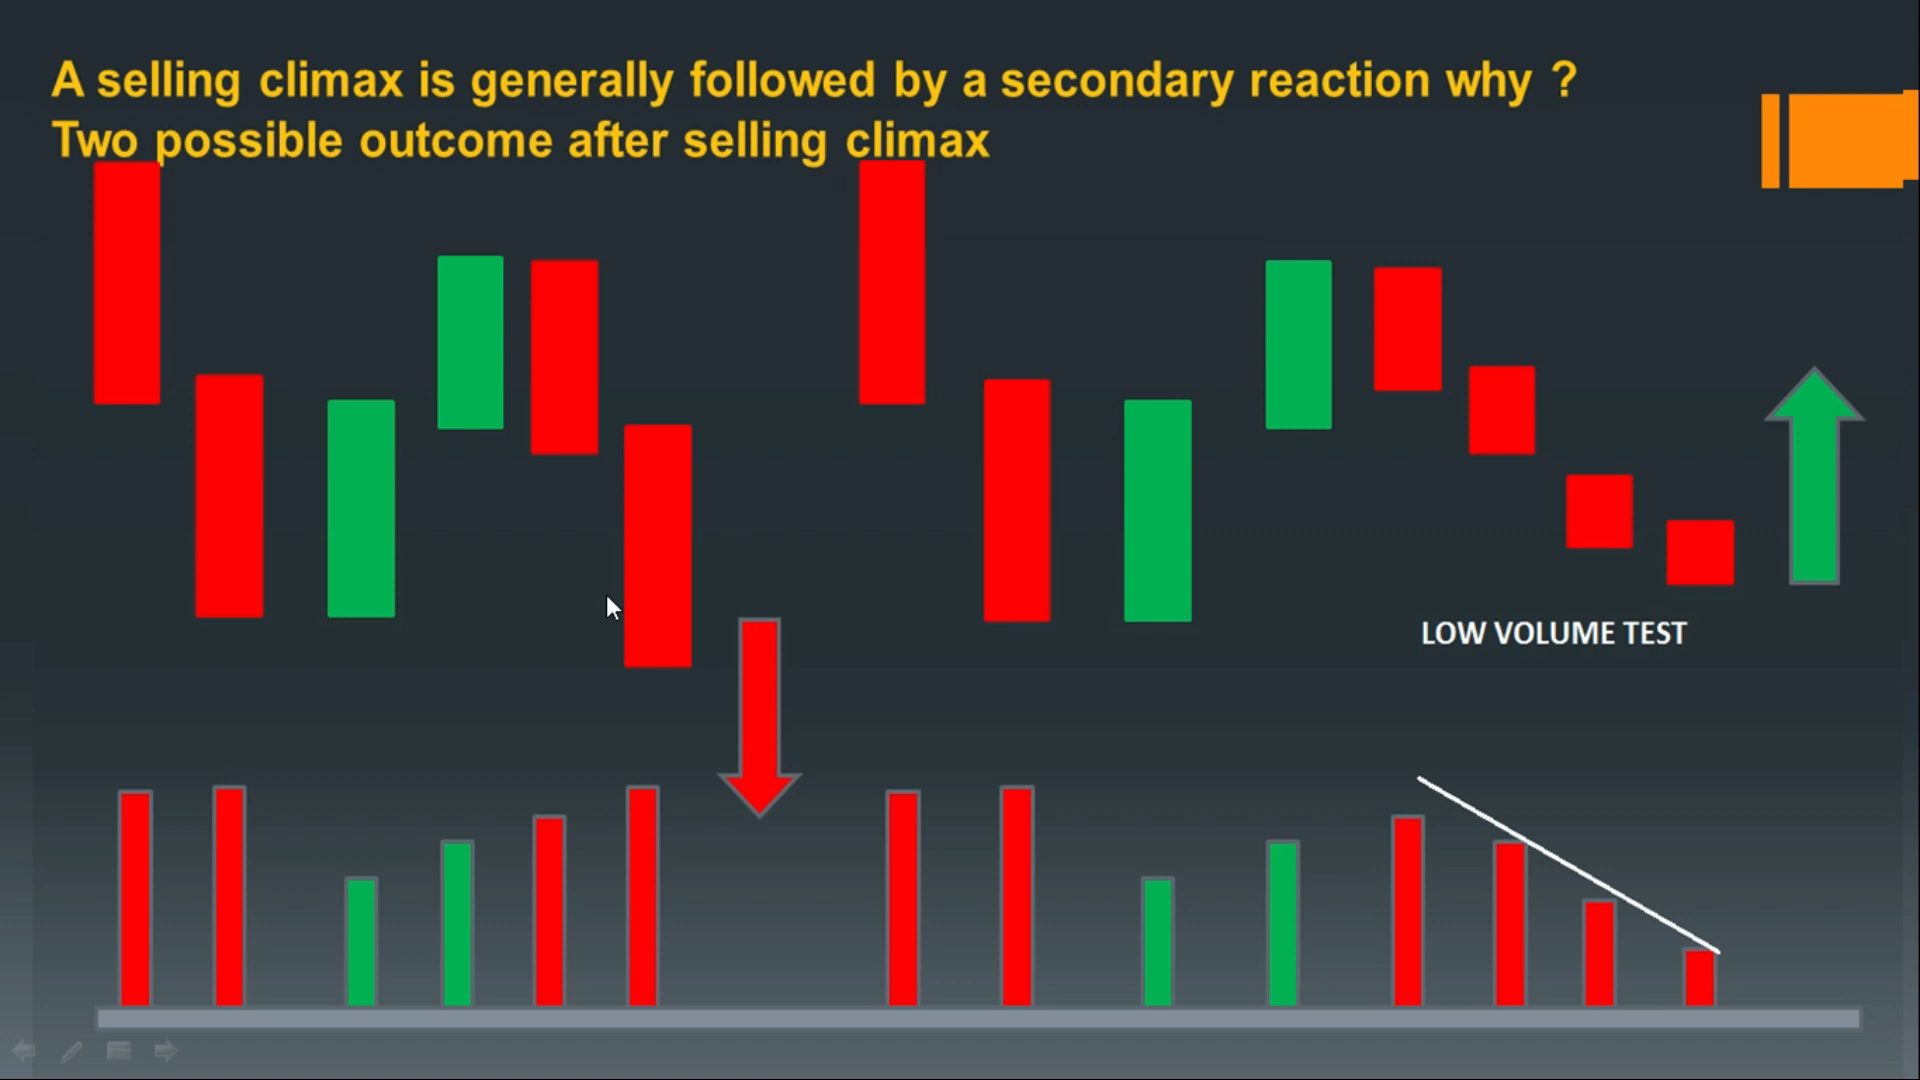 A selling climax is generally followed by a secondary reaction why ?
Two possible outcome after selling climax
LOW VOLUME TEST